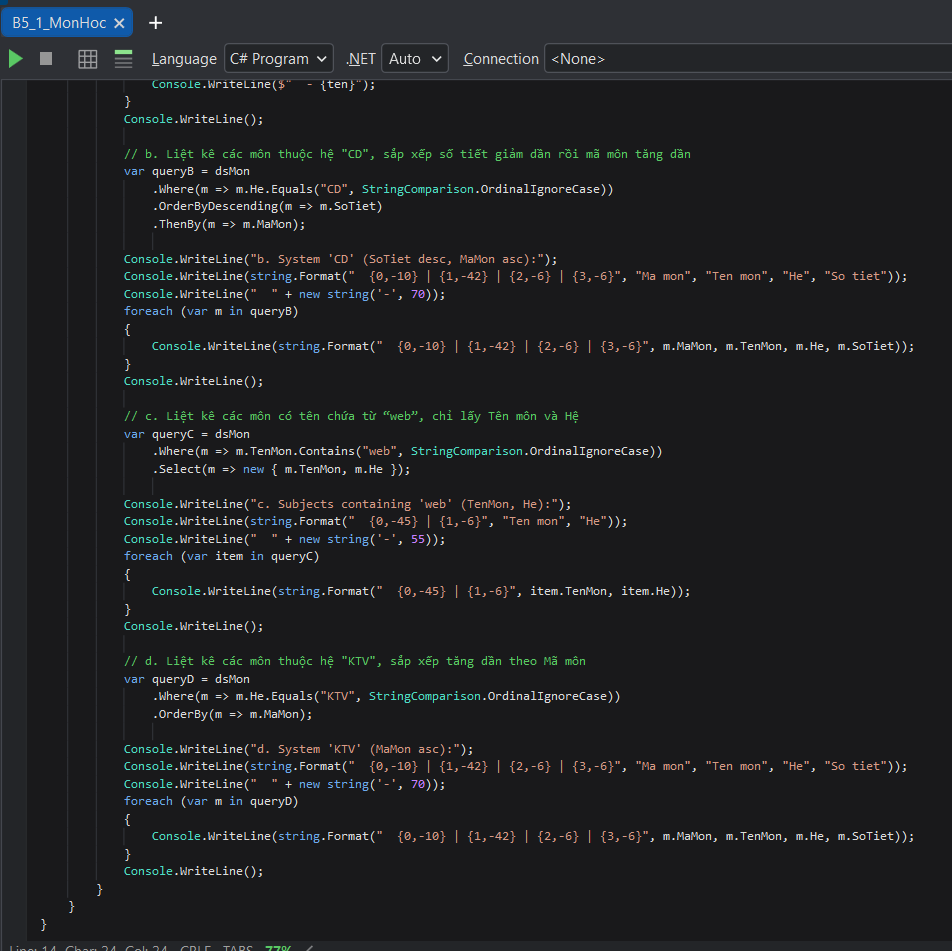 B5_1_MonHoc × +
Language C# Program .NET Auto Connection <None>
Console.WriteLine($"  - {ten}");
}
Console.WriteLine();
// b. Liệt kê các môn thuộc hệ "CD", sắp xếp số tiết giảm dần rồi mã môn tăng dần
var queryB = dsMon
.Where(m => m.He.Equals("CD", StringComparison.OrdinalIgnoreCase))
.OrderByDescending(m => m.SoTiet)
.ThenBy(m => m.MaMon);
Console.WriteLine("b. System 'CD' (SoTiet desc, MaMon asc):");
Console.WriteLine(string.Format("  {0,-10} | {1,-42} | {2,-6} | {3,-6}", "Ma mon", "Ten mon", "He", "So tiet"));
Console.WriteLine("  " + new string('-', 70));
foreach (var m in queryB)
{
Console.WriteLine(string.Format("  {0,-10} | {1,-42} | {2,-6} | {3,-6}", m.MaMon, m.TenMon, m.He, m.SoTiet));
}
Console.WriteLine();
// c. Liệt kê các môn có tên chứa từ “web”, chỉ lấy Tên môn và Hệ
var queryC = dsMon
.Where(m => m.TenMon.Contains("web", StringComparison.OrdinalIgnoreCase))
.Select(m => new { m.TenMon, m.He });
Console.WriteLine("c. Subjects containing 'web' (TenMon, He):");
Console.WriteLine(string.Format("  {0,-45} | {1,-6}", "Ten mon", "He"));
Console.WriteLine("  " + new string('-', 55));
foreach (var item in queryC)
{
Console.WriteLine(string.Format("  {0,-45} | {1,-6}", item.TenMon, item.He));
}
Console.WriteLine();
// d. Liệt kê các môn thuộc hệ "KTV", sắp xếp tăng dần theo Mã môn
var queryD = dsMon
.Where(m => m.He.Equals("KTV", StringComparison.OrdinalIgnoreCase))
.OrderBy(m => m.MaMon);
Console.WriteLine("d. System 'KTV' (MaMon asc):");
Console.WriteLine(string.Format("  {0,-10} | {1,-42} | {2,-6} | {3,-6}", "Ma mon", "Ten mon", "He", "So tiet"));
Console.WriteLine("  " + new string('-', 70));
foreach (var m in queryD)
{
Console.WriteLine(string.Format("  {0,-10} | {1,-42} | {2,-6} | {3,-6}", m.MaMon, m.TenMon, m.He, m.SoTiet));
}
Console.WriteLine();
}
}
}
Line: 14 Char: 24 Col: 24 CRLF TABS 77%